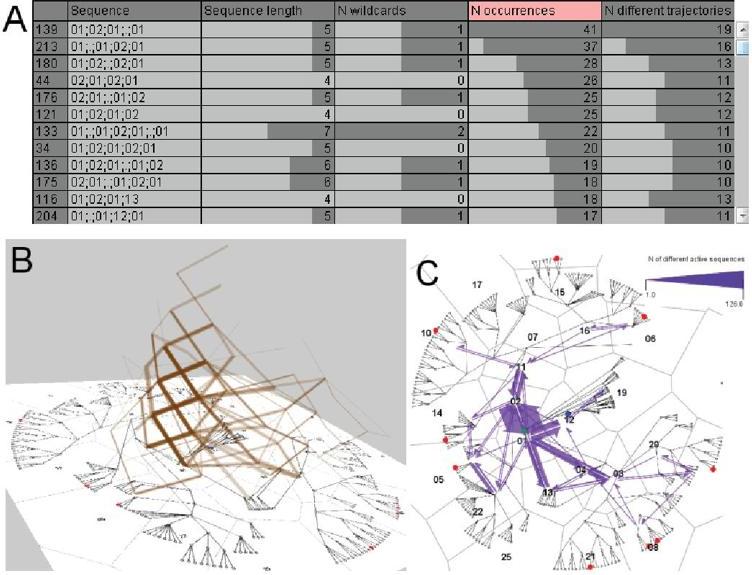 A
Sequence Sequence length N wildcards N occurrences N different trajectories
139 01;02;01;;01 5 1 41 19
213 01;;01;02;01 5 1 37 16
180 01;02;;02;01 5 1 28 13
44 02;01;02;01 4 0 26 11
176 02;01;;01;02 5 1 25 12
121 01;02;01;02 4 0 25 12
133 01;;01;02;01;;01 7 2 22 11
34 01;02;01;02;01 5 0 20 10
136 01;02;01;;01;02 6 1 19 10
175 02;01;;01;02;01 6 1 18 10
116 01;02;01;13 4 0 18 13
204 01;;01;12;01 5 1 17 11
B
C
N of different active sequences
1.0 126.0
17 15
10 07 16 06
11
14 02 19
12
01
05 04 03 29
13
22
08
25 21